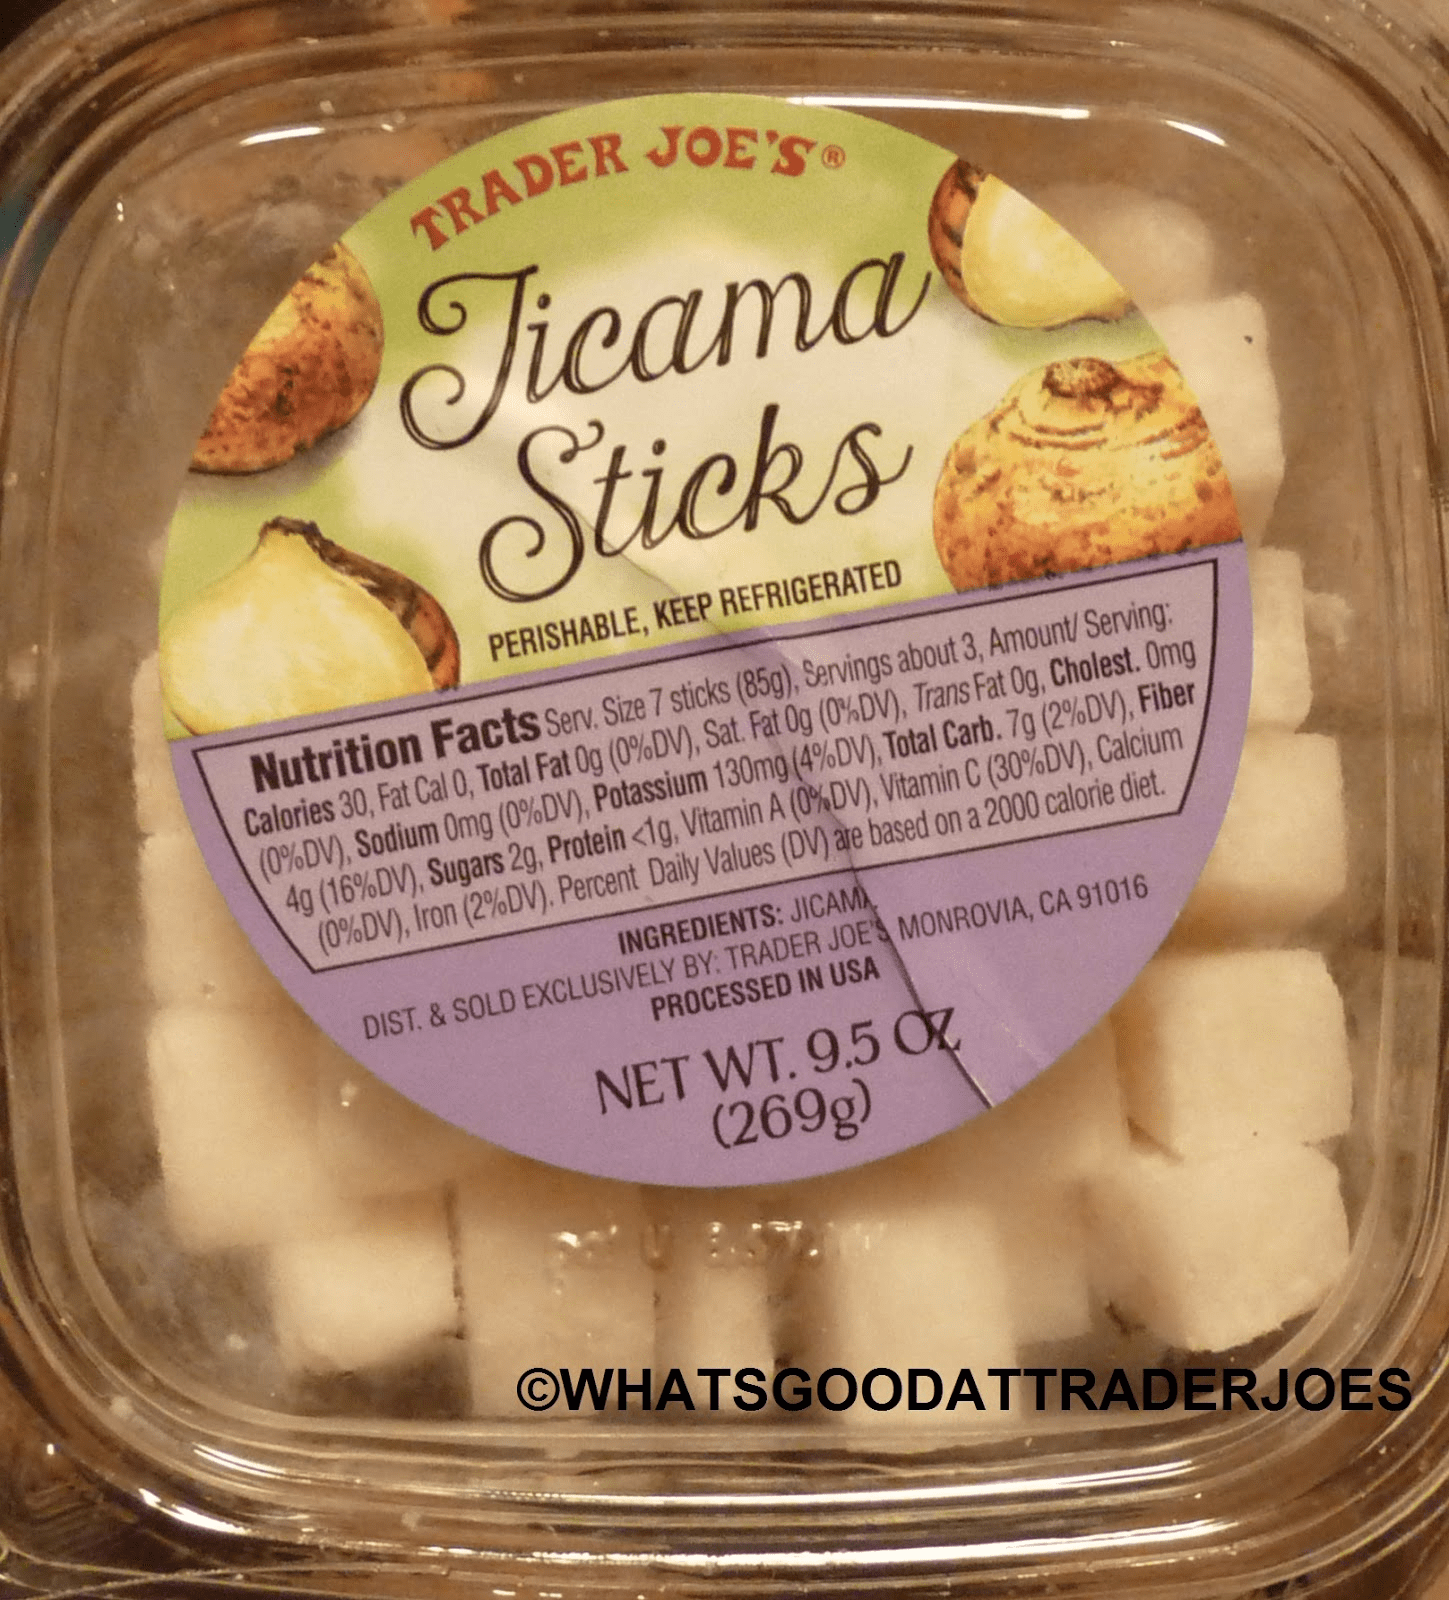 TRADER JOE'S®
Jicama
Sticks
PERISHABLE, KEEP REFRIGERATED
Nutrition Facts Serv. Size 7 sticks (85g), Servings about 3, Amount/ Serving:
Calories 30, Fat Cal 0, Total Fat 0g (0%DV), Sat. Fat 0g (0%DV), Trans Fat 0g, Cholest. 0mg
(0%DV), Sodium 0mg (0%DV), Potassium 130mg (4%DV), Total Carb. 7g (2%DV), Fiber
4g (16%DV), Sugars 2g, Protein <1g, Vitamin A (0%DV), Vitamin C (30%DV), Calcium
(0%DV), Iron (2%DV). Percent Daily Values (DV) are based on a 2000 calorie diet.
INGREDIENTS: JICAMA.
DIST. & SOLD EXCLUSIVELY BY: TRADER JOE'S MONROVIA, CA 91016
PROCESSED IN USA
NET WT. 9.5 OZ
(269g)
©WHATSGOODATTRADERJOES